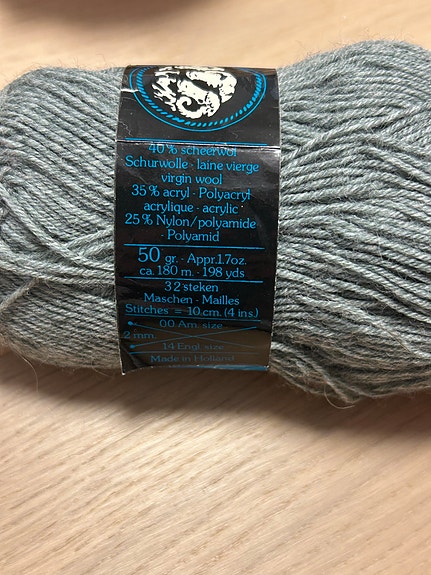 40% scheerwol
Schurwolle - laine vierge
virgin wool
35% acryl - Polyacryl
acrylique - acrylic
25% Nylon/polyamide
- Polyamid
50 gr. - Appr.1.7oz.
ca. 180 m. - 198 yds
32 steken
Maschen - Mailles
Stitches = 10.cm. (4 ins.)
00 Am. size
2 mm.
14 Engl. size
Made in Holland